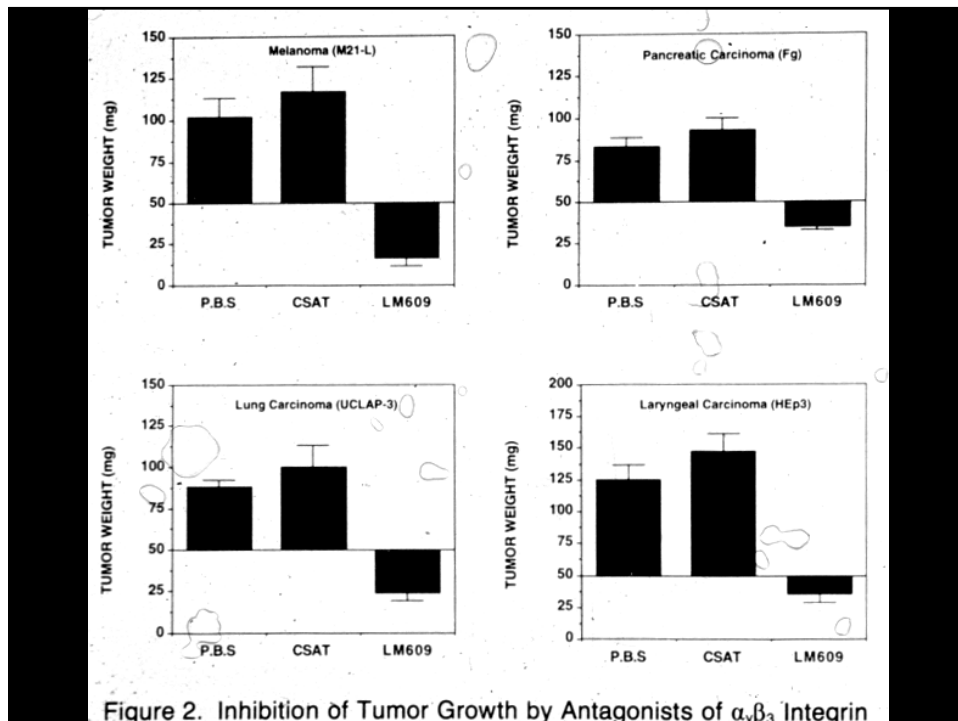 Melanoma (M21-L)
TUMOR WEIGHT (mg)
150
125
100
75
50
25
0
P.B.S CSAT LM609
Pancreatic Carcinoma (Fg)
TUMOR WEIGHT (mg)
150
125
100
75
50
25
0
P.B.S CSAT LM609
Lung Carcinoma (UCLAP-3)
TUMOR WEIGHT (mg)
150
125
100
75
50
25
0
P.B.S CSAT LM609
Laryngeal Carcinoma (HEp3)
TUMOR WEIGHT (mg)
200
175
150
125
100
75
50
25
0
P.B.S CSAT LM609
Figure 2. Inhibition of Tumor Growth by Antagonists of αᵥβ₃ Integrin